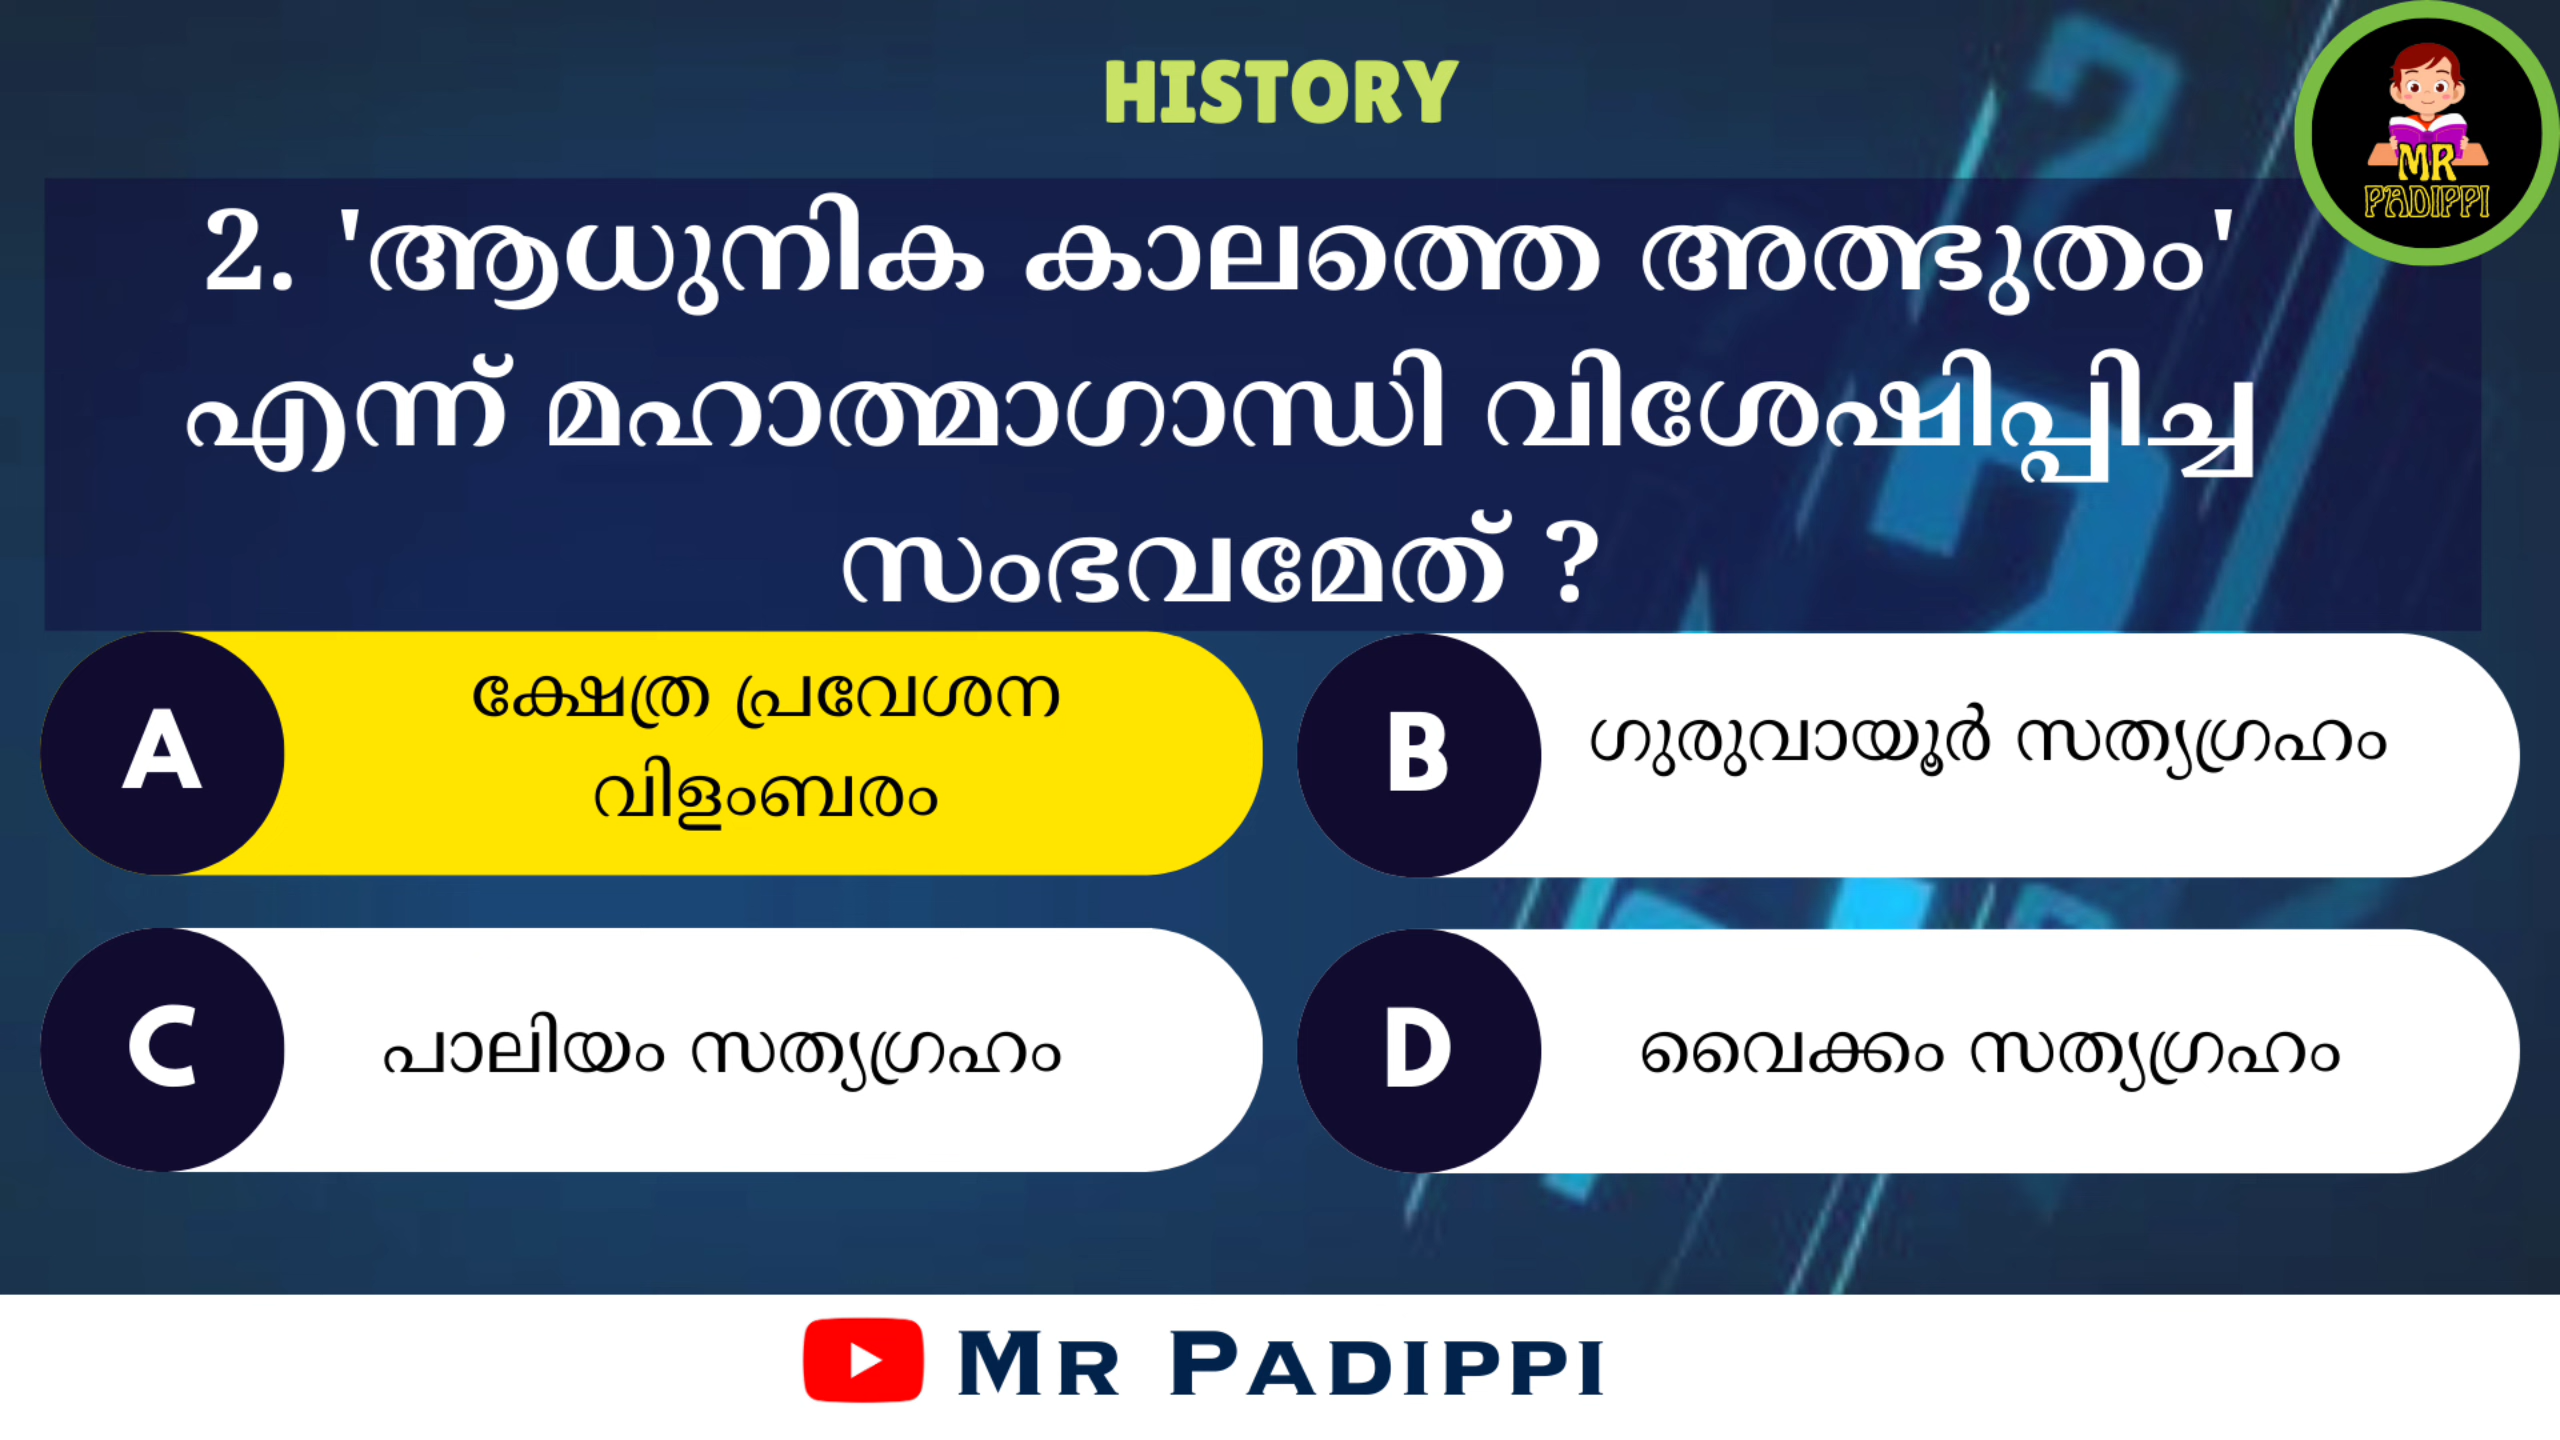 HISTORY
MR
PADIPPI
2. 'ആധുനിക കാലത്തെ അത്ഭുതം'
എന്ന് മഹാത്മാഗാന്ധി വിശേഷിപ്പിച്ച
സംഭവമേത് ?
A
ക്ഷേത്ര പ്രവേശന
വിളംബരം
B
ഗുരുവായൂർ സത്യഗ്രഹം
C
പാലിയം സത്യഗ്രഹം
D
വൈക്കം സത്യഗ്രഹം
MR PADIPPI